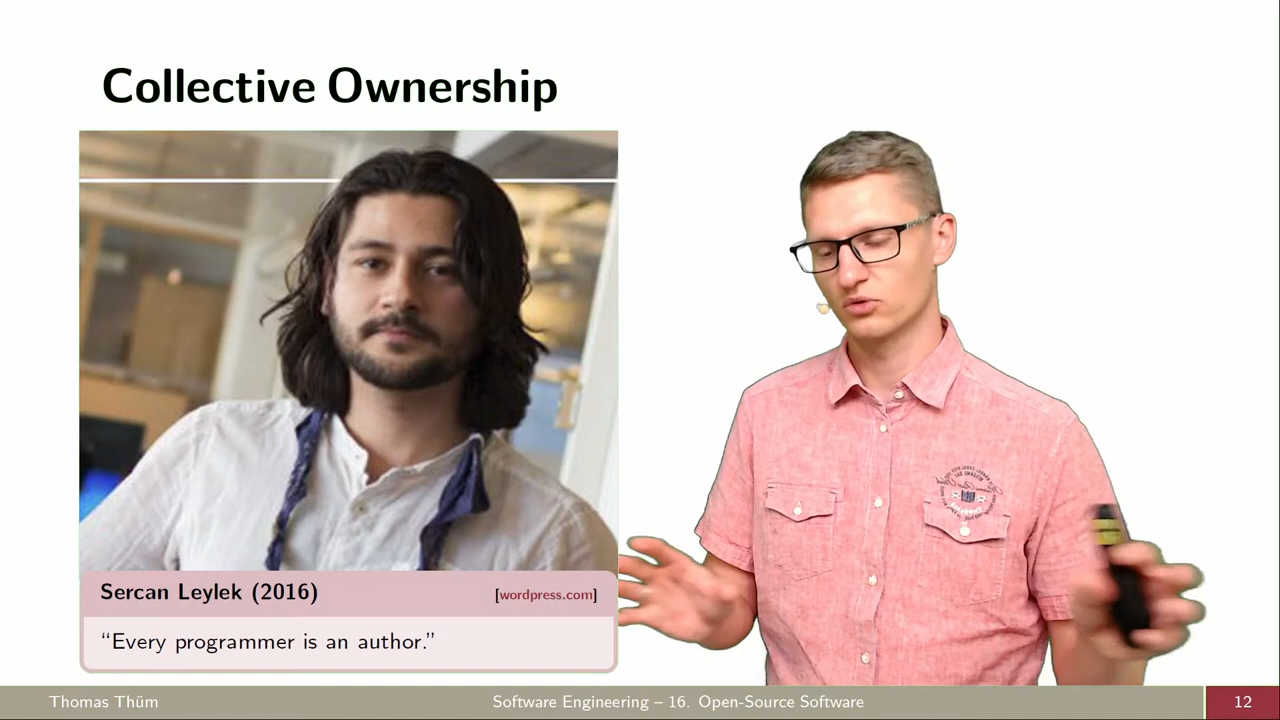 Collective Ownership
Sercan Leylek (2016)
[wordpress.com]
“Every programmer is an author.”
Thomas Thüm
Software Engineering – 16. Open-Source Software
12